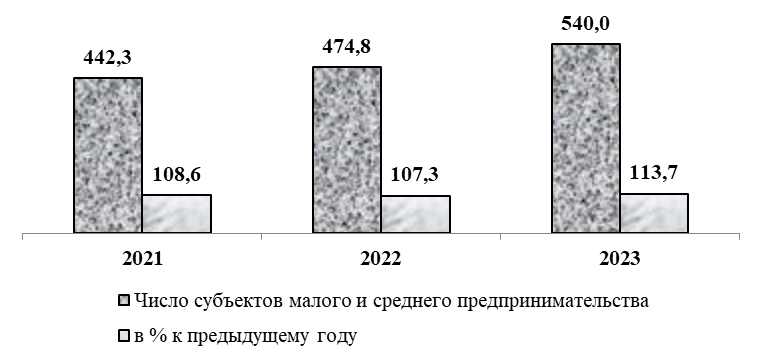 540,0
474,8
442,3
113,7
108,6
107,3
2021 2022 2023
Число субъектов малого и среднего предпринимательства
в % к предыдущему году